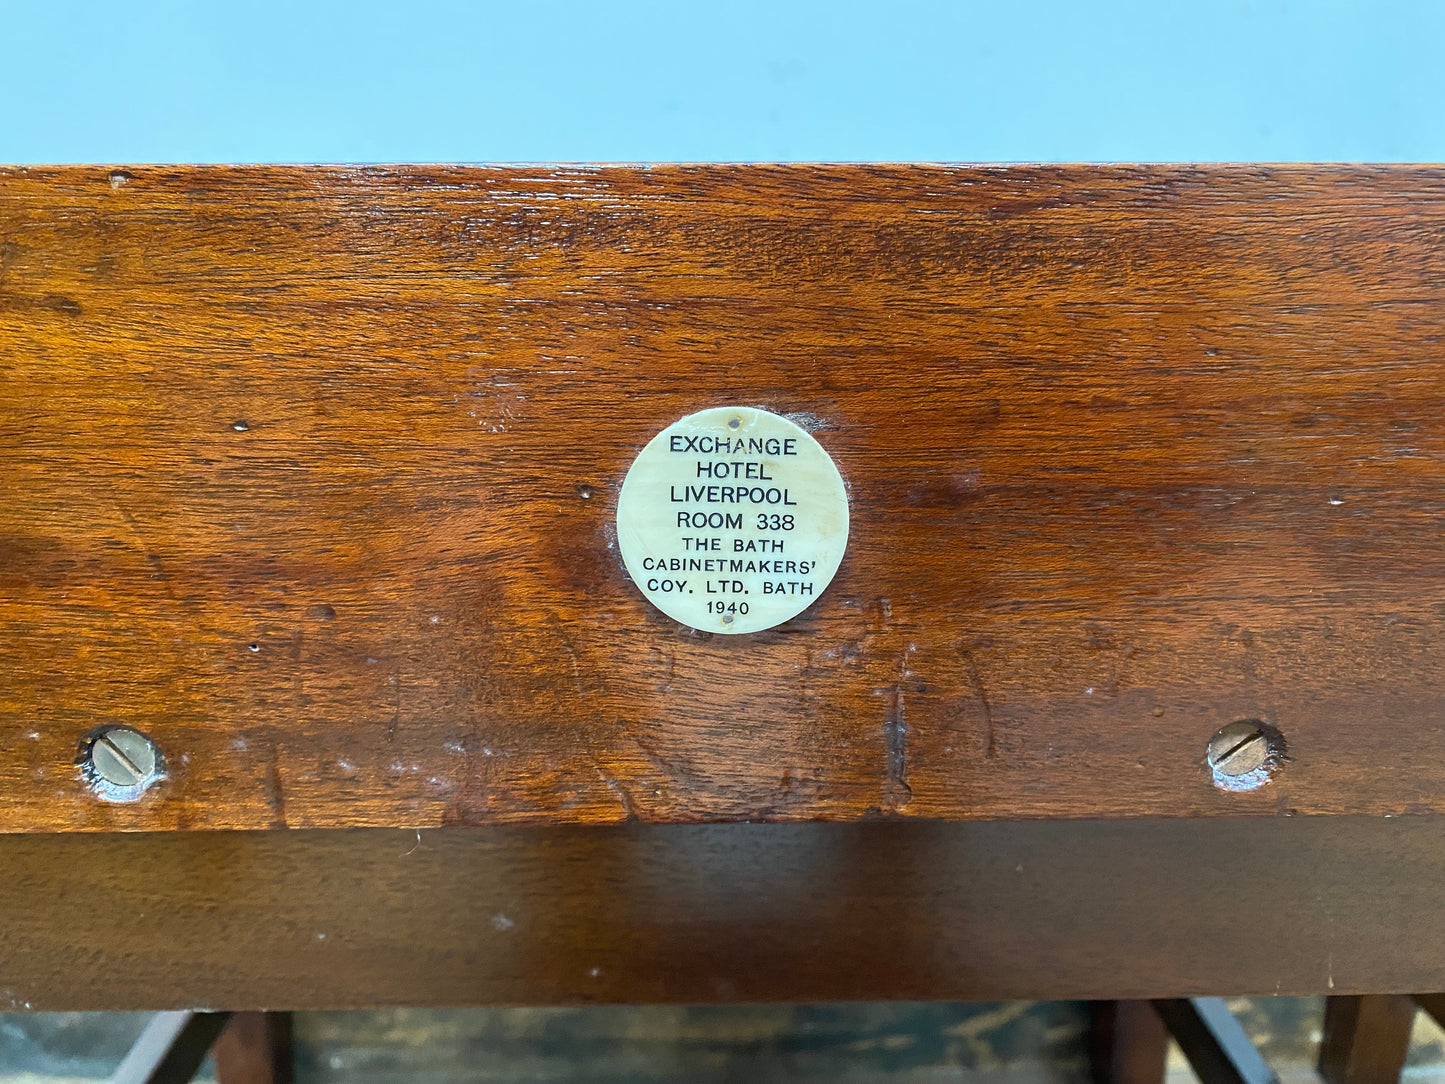 EXCHANGE
HOTEL
LIVERPOOL
ROOM 338
THE BATH
CABINETMAKERS'
COY. LTD. BATH
1940